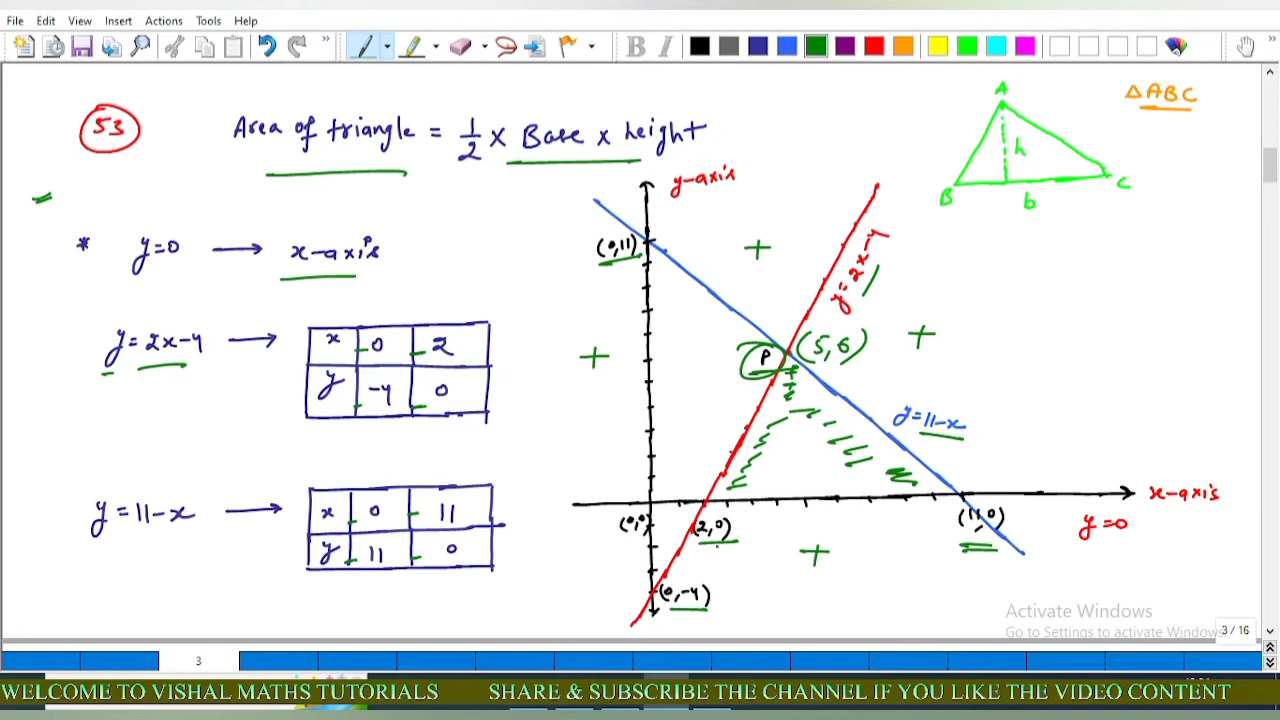 File Edit View Insert Actions Tools Help
B I
53
Area of triangle = 1/2 × Base × height
△ABC
A
h
B b C
y-axis
* y=0 → x-axis
(0,11)
y=2x-4
y=2x-4 →
x 0 2
y -4 0
P (5,6)
y=11-x
y=11-x →
x 0 11
y 11 0
x-axis
y=0
(0,0)
(2,0)
(11,0)
(0,-4)
Activate Windows
Go to Settings to activate Windows.
3 / 16
3
WELCOME TO VISHAL MATHS TUTORIALS SHARE & SUBSCRIBE THE CHANNEL IF YOU LIKE THE VIDEO CONTENT